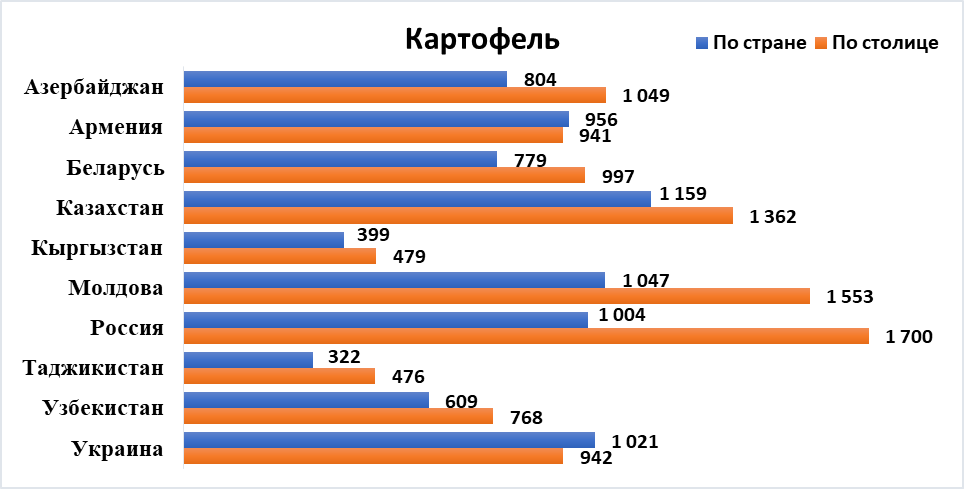 Картофель
По стране По столице
Азербайджан 804
1 049
Армения 956
941
Беларусь 779
997
Казахстан 1 159
1 362
Кыргызстан 399
479
Молдова 1 047
1 553
Россия 1 004
1 700
Таджикистан 322
476
Узбекистан 609
768
Украина 1 021
942